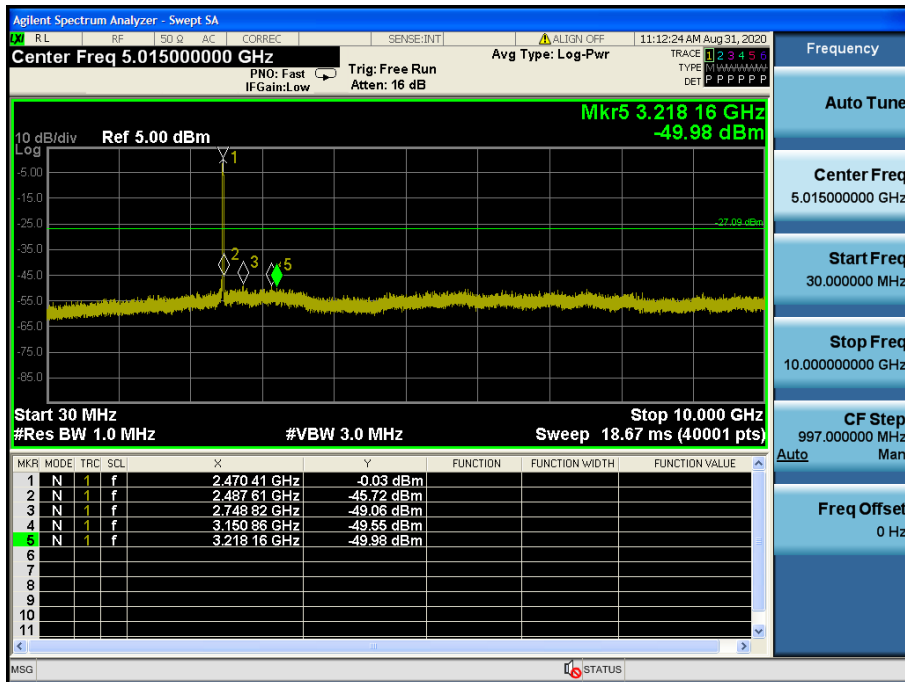 Agilent Spectrum Analyzer - Swept SA
LXI RL RF 50 Ω AC CORREC SENSE:INT ALIGN OFF 11:12:24 AM Aug 31, 2020
Center Freq 5.015000000 GHz
PNO: Fast
IFGain:Low
Trig: Free Run
Atten: 16 dB
Avg Type: Log-Pwr
TRACE 1 2 3 4 5 6
TYPE MWWWWW
DET P P P P P P
Mkr5 3.218 16 GHz
-49.98 dBm
10 dB/div Ref 5.00 dBm
Log
-5.00
-15.0
-25.0
-35.0
-45.0
-55.0
-65.0
-75.0
-85.0
1
-27.09 dBm
2
3
5
Start 30 MHz Stop 10.000 GHz
#Res BW 1.0 MHz #VBW 3.0 MHz Sweep 18.67 ms (40001 pts)
MKR MODE TRC SCL X Y FUNCTION FUNCTION WIDTH FUNCTION VALUE
1 N 1 f 2.470 41 GHz -0.03 dBm
2 N 1 f 2.487 61 GHz -45.72 dBm
3 N 1 f 2.748 82 GHz -49.06 dBm
4 N 1 f 3.150 86 GHz -49.55 dBm
5 N 1 f 3.218 16 GHz -49.98 dBm
6
7
8
9
10
11
MSG STATUS
Frequency
Auto Tune
Center Freq
5.015000000 GHz
Start Freq
30.000000 MHz
Stop Freq
10.000000000 GHz
CF Step
997.000000 MHz
Auto Man
Freq Offset
0 Hz